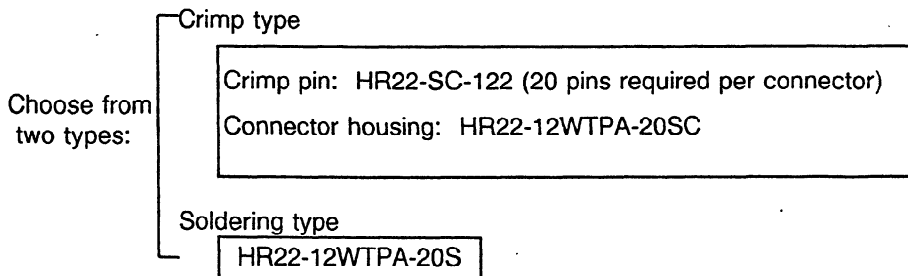 Crimp type
Crimp pin: HR22-SC-122 (20 pins required per connector)
Choose from
two types:
Connector housing: HR22-12WTPA-20SC
Soldering type
HR22-12WTPA-20S